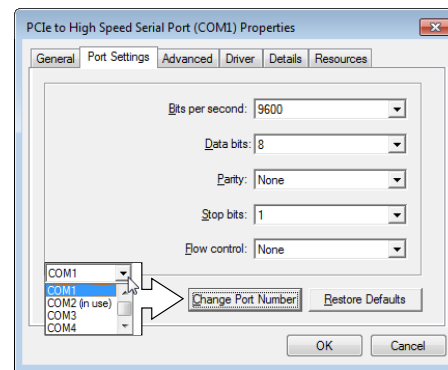 PCIe to High Speed Serial Port (COM1) Properties
General Port Settings Advanced Driver Details Resources
Bits per second: 9600
Data bits: 8
Parity: None
Stop bits: 1
Flow control: None
COM1
COM1
COM2 (in use)
COM3
COM4
Change Port Number Restore Defaults
OK Cancel